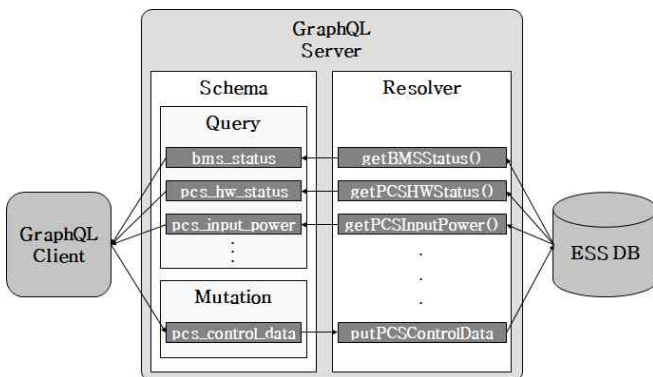 GraphQL
Server
Schema
Resolver
Query
bms_status
getBMSStatus()
pcs_hw_status
getPCSHWStatus()
pcs_input_power
getPCSInputPower()
GraphQL
Client
ESS DB
Mutation
pcs_control_data
putPCSControlData